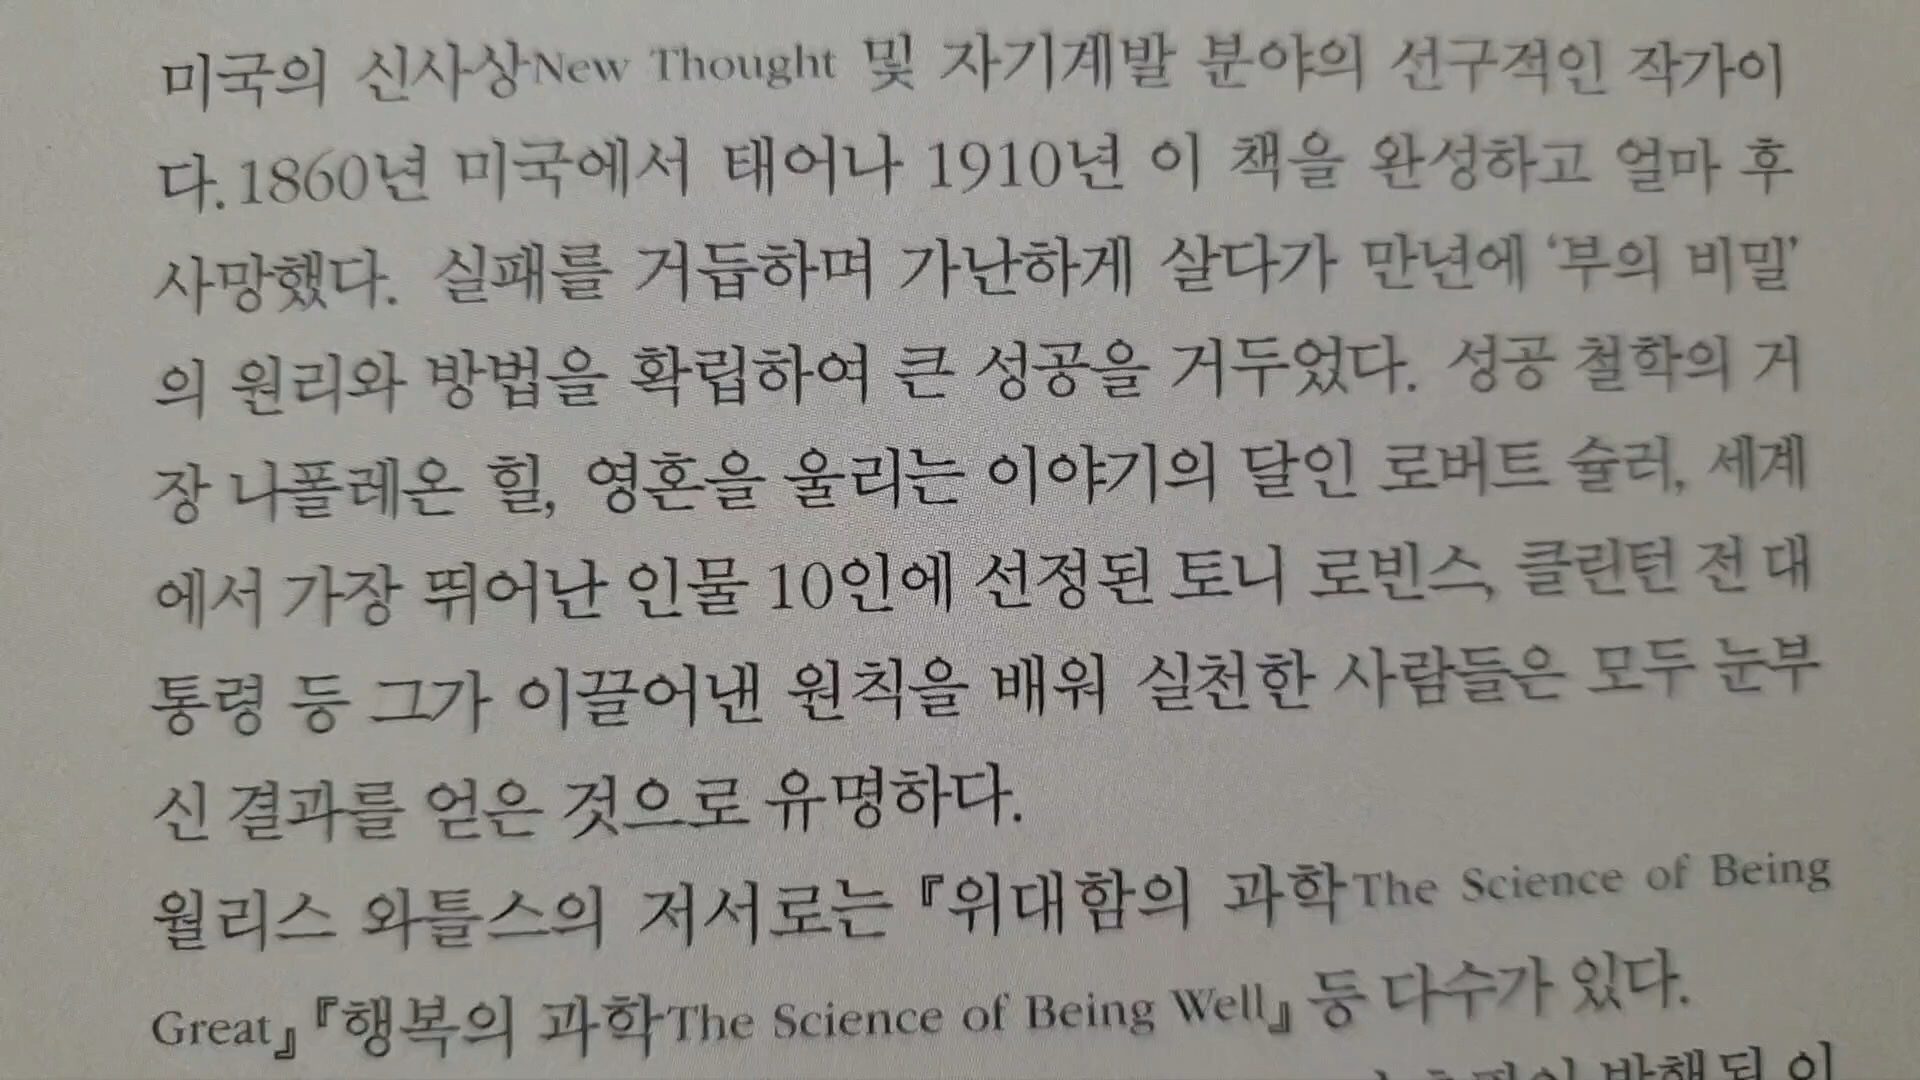 미국의 신사상New Thought 및 자기계발 분야의 선구적인 작가이
다. 1860년 미국에서 태어나 1910년 이 책을 완성하고 얼마 후
사망했다. 실패를 거듭하며 가난하게 살다가 만년에 ‘부의 비밀’
의 원리와 방법을 확립하여 큰 성공을 거두었다. 성공 철학의 거
장 나폴레온 힐, 영혼을 울리는 이야기의 달인 로버트 슐러, 세계
에서 가장 뛰어난 인물 10인에 선정된 토니 로빈스, 클린턴 전 대
통령 등 그가 이끌어낸 원칙을 배워 실천한 사람들은 모두 눈부
신 결과를 얻은 것으로 유명하다.
월리스 와틀스의 저서로는 『위대함의 과학The Science of Being
Great』 『행복의 과학The Science of Being Well』 등 다수가 있다.